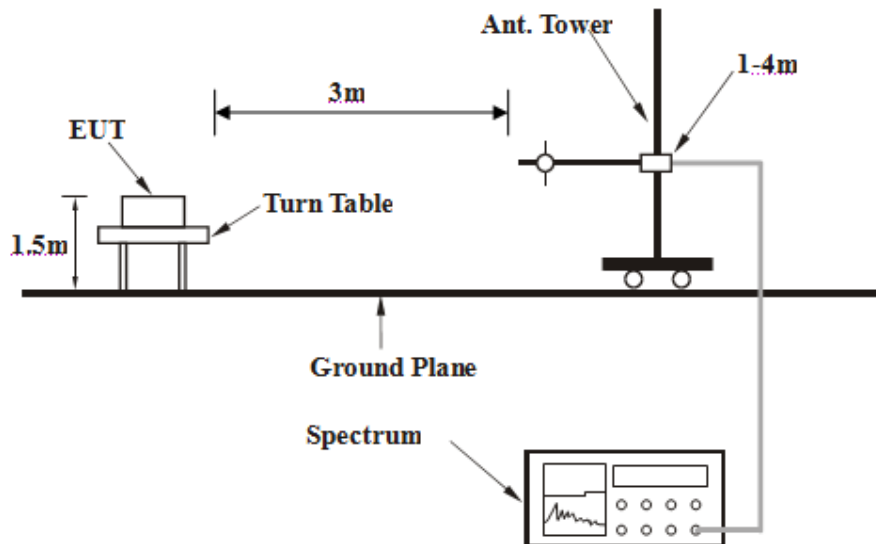 Ant. Tower
1-4m
3m
EUT
Turn Table
1.5m
Ground Plane
Spectrum